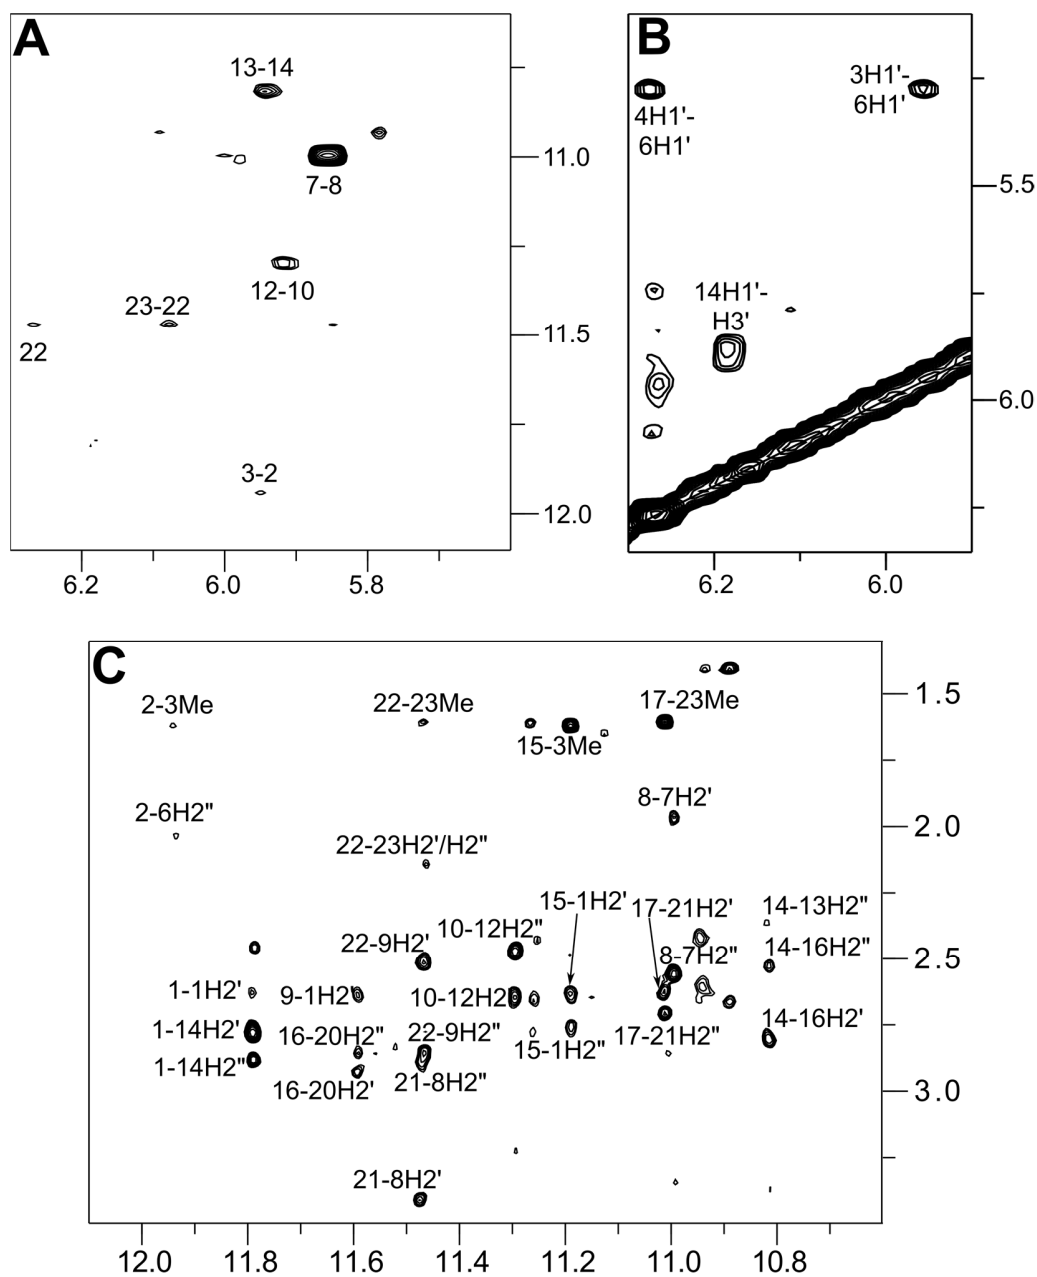 A
13-14
7-8
12-10
23-22
22
3-2
11.0
11.5
12.0
6.2
6.0
5.8
B
3H1'-
6H1'
4H1'-
6H1'
14H1'-
H3'
5.5
6.0
6.2
6.0
C
2-3Me
22-23Me
17-23Me
15-3Me
8-7H2'
2-6H2"
22-23H2'/H2"
15-1H2'
17-21H2'
14-13H2"
10-12H2"
22-9H2'
8-7H2"
14-16H2"
1-1H2'
9-1H2'
10-12H2'
1-14H2'
16-20H2"
22-9H2"
15-1H2"
17-21H2"
14-16H2'
1-14H2"
16-20H2'
21-8H2"
21-8H2'
1.5
2.0
2.5
3.0
12.0
11.8
11.6
11.4
11.2
11.0
10.8